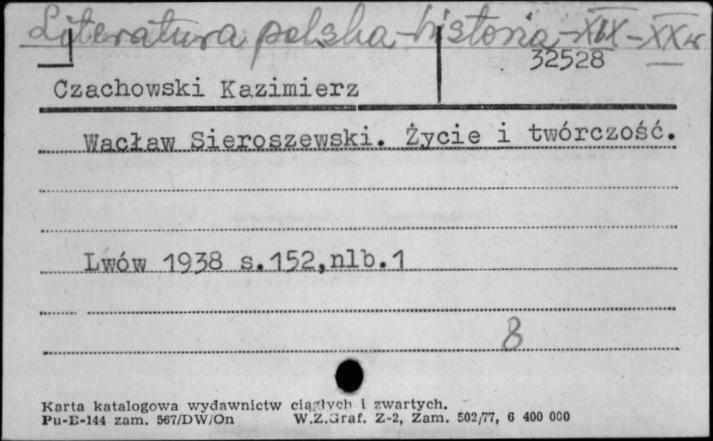 Literatura polska - historia - XIX - XX w
32528
Czachowski Kazimierz
Wacław Sieroszewski. Życie i twórczość.
Lwów 1938 s.152,nlb.1
8
Karta katalogowa wydawnictw ciągłych i zwartych.
Pu-E-144 zam. 567/DW/On W.Z.Graf. Z-2, Zam. 502/77, 6 400 000